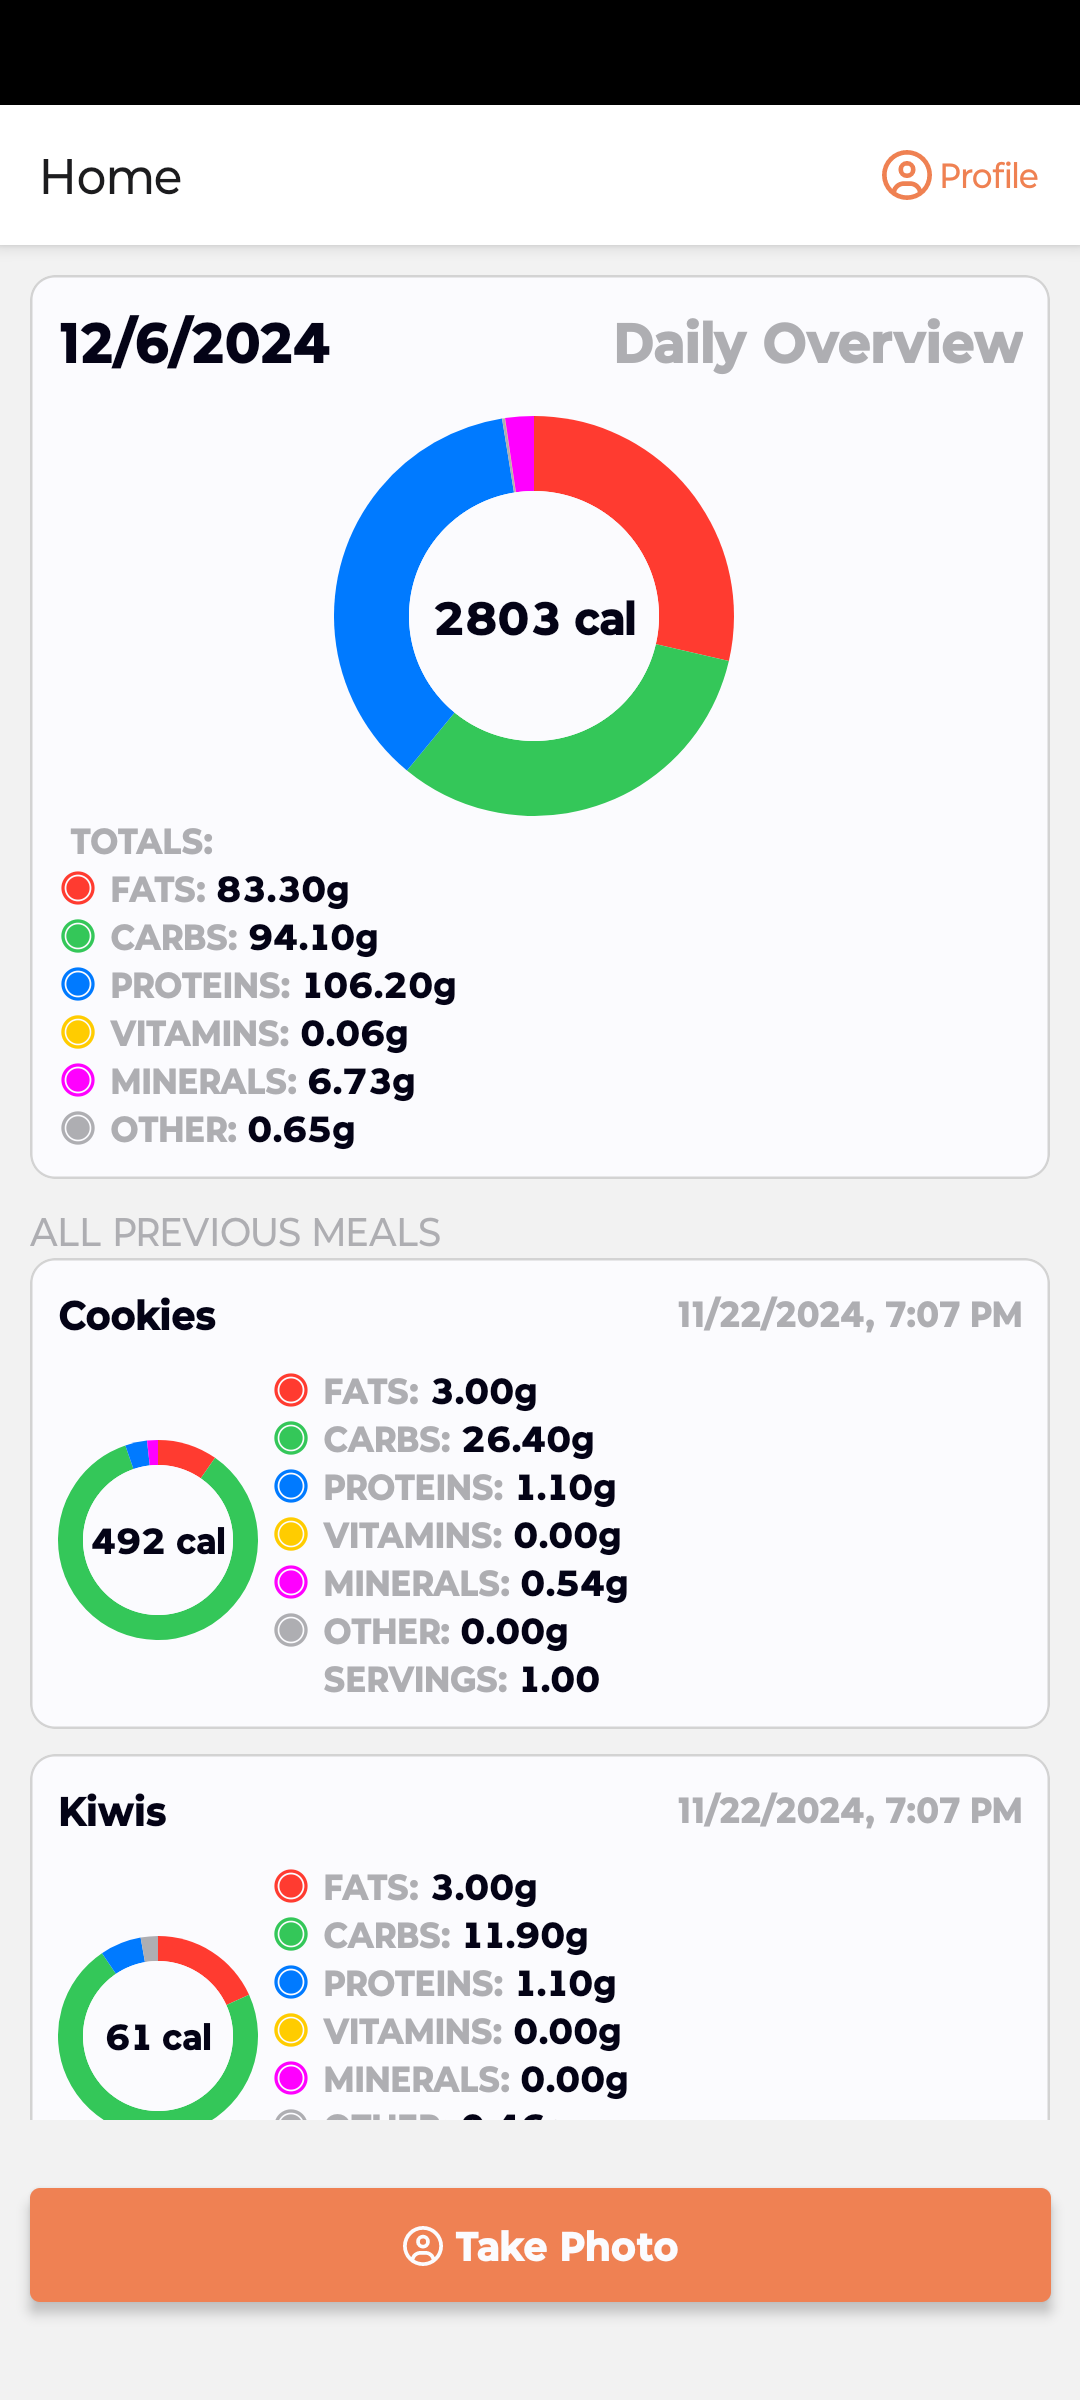 Home
Profile
12/6/2024
Daily Overview
2803 cal
TOTALS:
FATS: 83.30g
CARBS: 94.10g
PROTEINS: 106.20g
VITAMINS: 0.06g
MINERALS: 6.73g
OTHER: 0.65g
ALL PREVIOUS MEALS
Cookies
11/22/2024, 7:07 PM
492 cal
FATS: 3.00g
CARBS: 26.40g
PROTEINS: 1.10g
VITAMINS: 0.00g
MINERALS: 0.54g
OTHER: 0.00g
SERVINGS: 1.00
Kiwis
11/22/2024, 7:07 PM
61 cal
FATS: 3.00g
CARBS: 11.90g
PROTEINS: 1.10g
VITAMINS: 0.00g
MINERALS: 0.00g
Take Photo